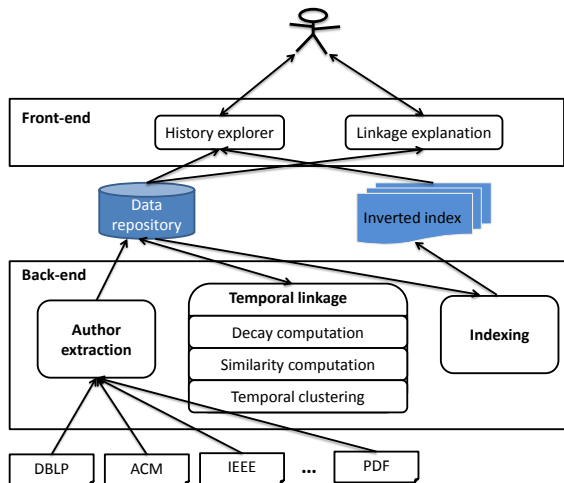 Front-end
History explorer
Linkage explanation
Data
repository
Inverted index
Back-end
Temporal linkage
Author
extraction
Decay computation
Similarity computation
Temporal clustering
Indexing
DBLP
ACM
IEEE
...
PDF